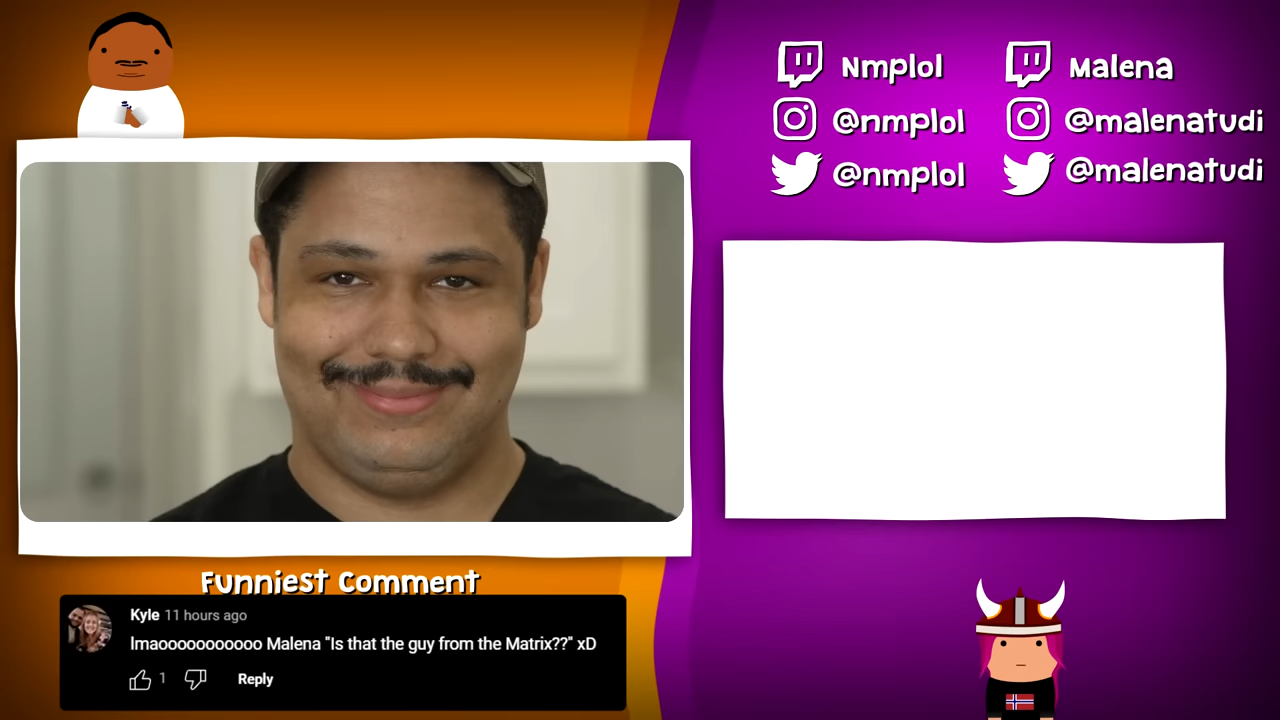 Nmplol
Malena
@nmplol
@malenatudi
@nmplol
@malenatudi
Funniest Comment
Kyle 11 hours ago
lmaooooooooooo Malena "Is that the guy from the Matrix??" xD
1
Reply